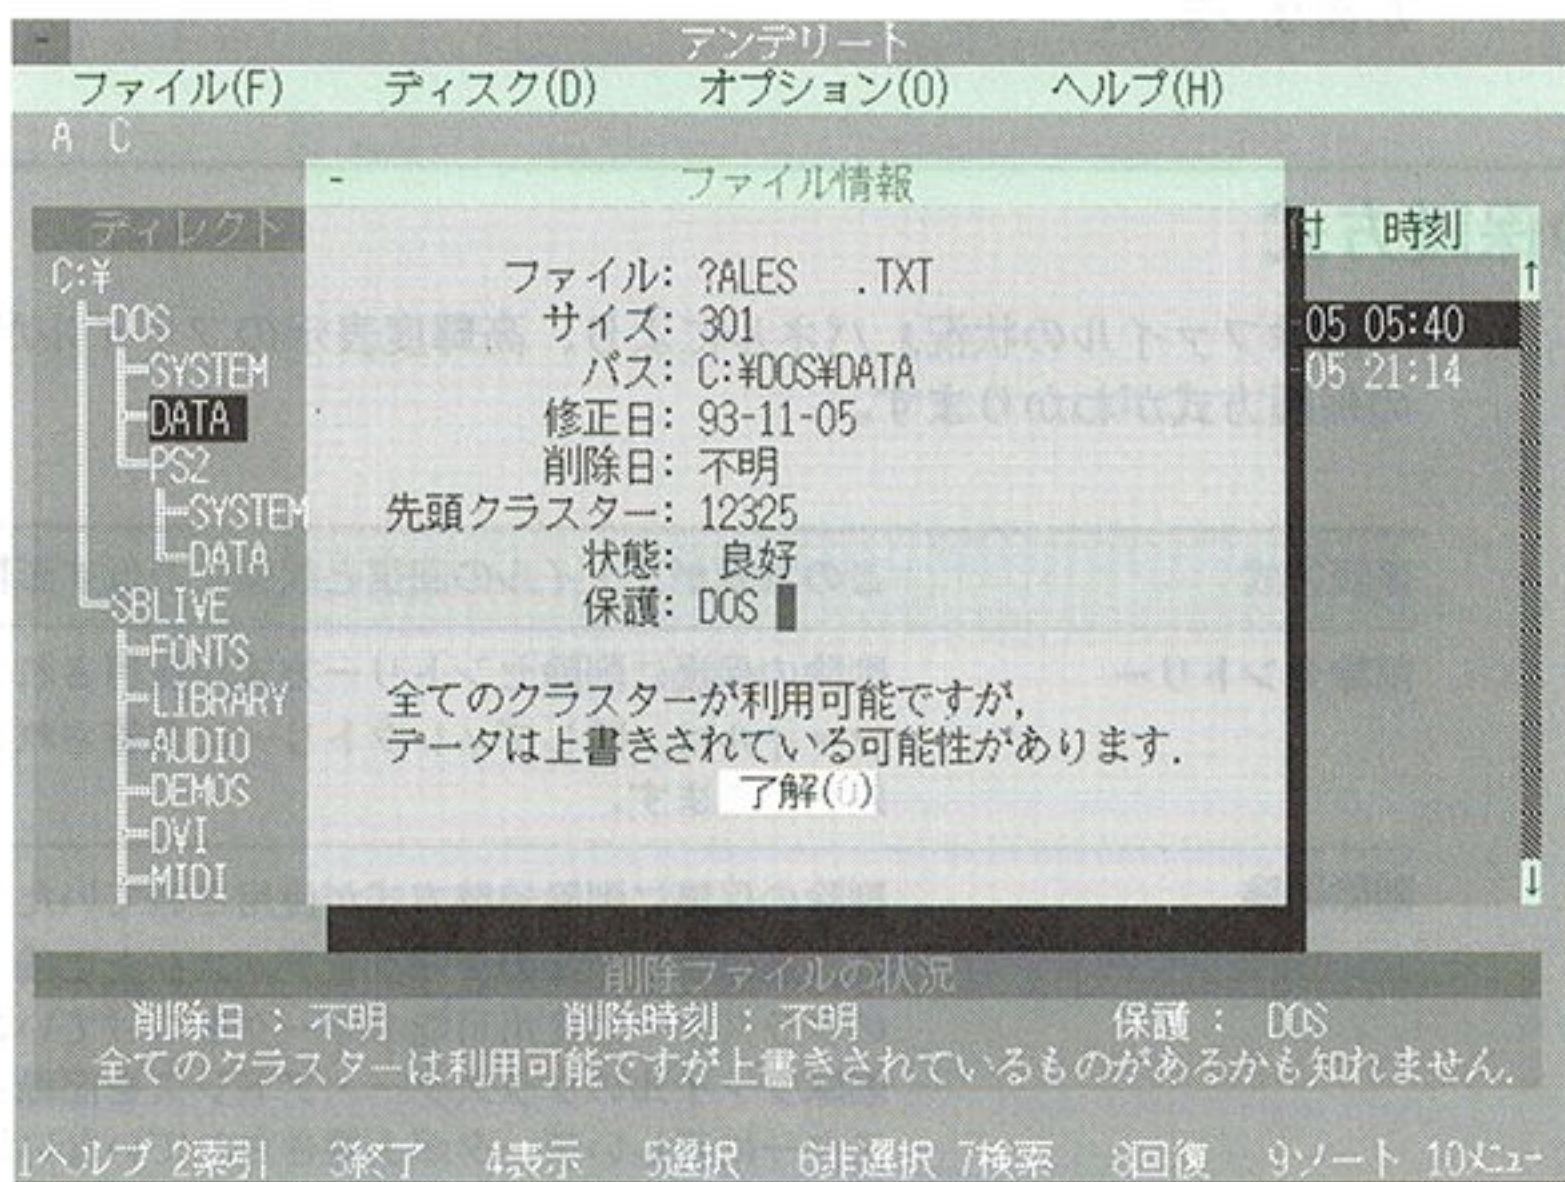 アンデリート
ファイル(F) ディスク(D) オプション(O) ヘルプ(H)
A C
ファイル情報
ディレクト
付 時刻
C:¥
DOS
SYSTEM
DATA
PS2
SYSTEM
DATA
SBLIVE
FONTS
LIBRARY
AUDIO
DEMOS
DVI
MIDI
ファイル: ?ALES .TXT
サイズ: 301
パス: C:¥DOS¥DATA
修正日: 93-11-05
削除日: 不明
先頭クラスター: 12325
状態: 良好
保護: DOS
全てのクラスターが利用可能ですが,
データは上書きされている可能性があります.
了解(O)
05 05:40
-05 21:14
削除ファイルの状況
削除日 : 不明 削除時刻 : 不明 保護 : DOS
全てのクラスターは利用可能ですが上書きされているものがあるかも知れません.
1ヘルプ 2索引 3終了 4表示 5選択 6非選択 7検索 8回復 9ソート 10メニュー